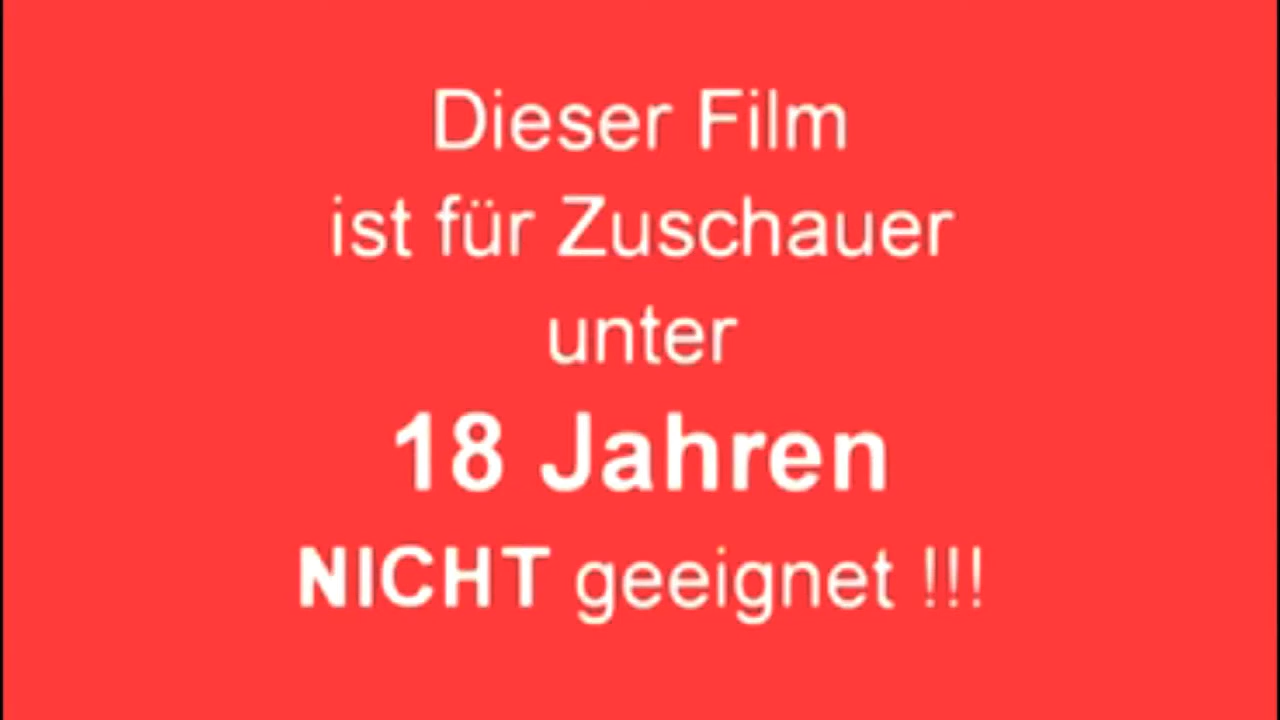 Dieser Film
ist für Zuschauer
unter
18 Jahren
NICHT geeignet !!!